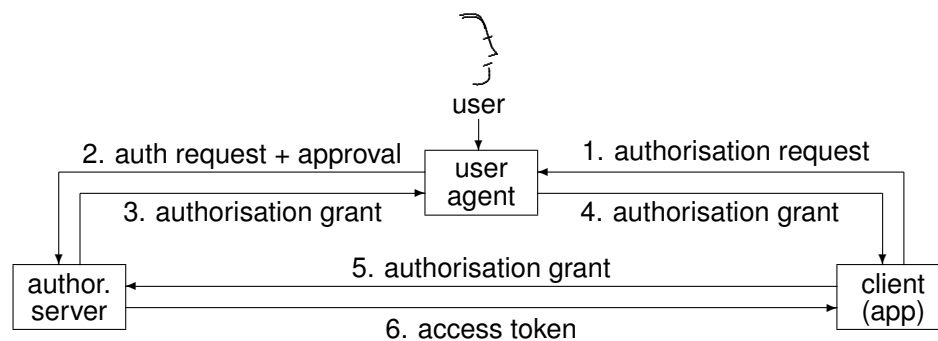 user
2. auth request + approval
1. authorisation request
user
agent
3. authorisation grant
4. authorisation grant
5. authorisation grant
author.
server
client
(app)
6. access token